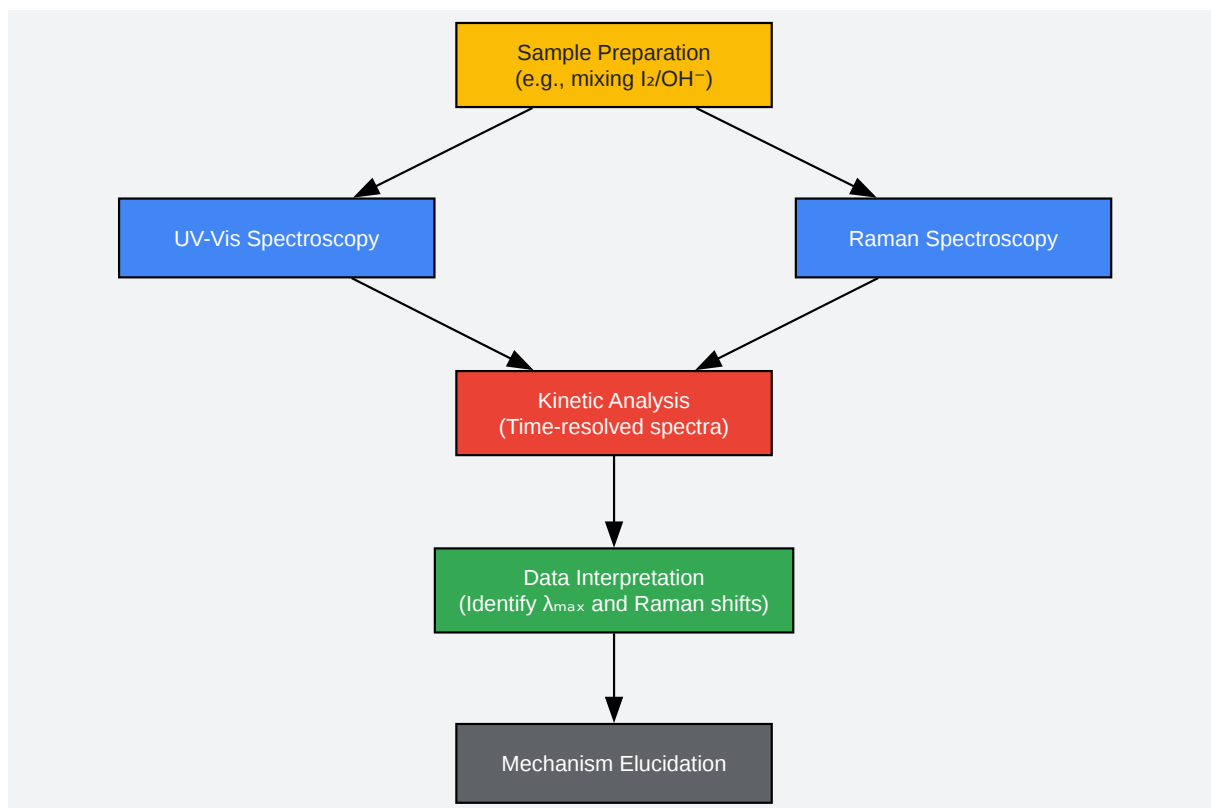 Sample Preparation
(e.g., mixing I₂/OH⁻)
UV-Vis Spectroscopy
Raman Spectroscopy
Kinetic Analysis
(Time-resolved spectra)
Data Interpretation
(Identify λₘₐₓ and Raman shifts)
Mechanism Elucidation